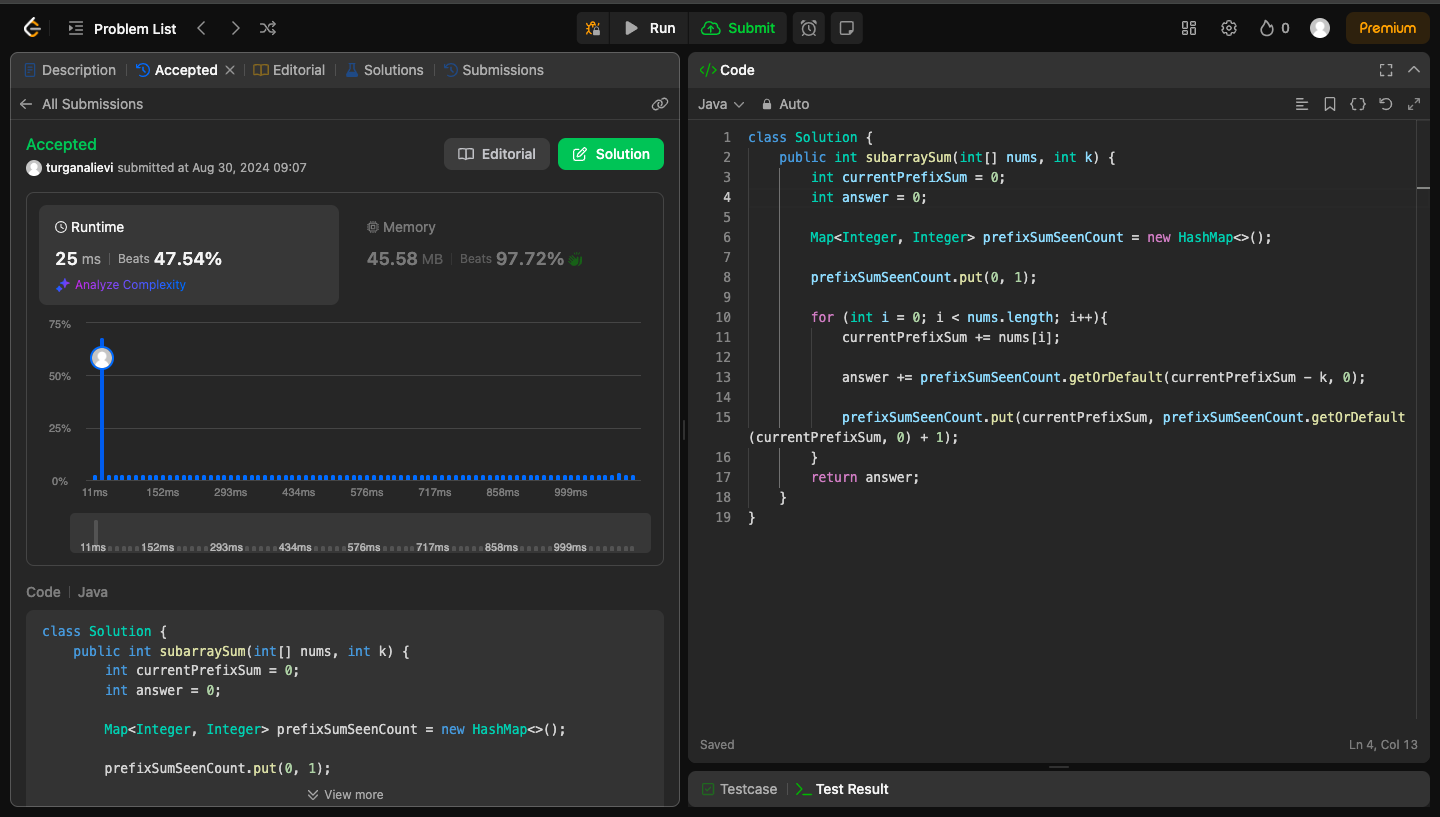 Problem List
Run
Submit
0
Premium
Description
Accepted
Editorial
Solutions
Submissions
All Submissions
Accepted
turganalievi submitted at Aug 30, 2024 09:07
Editorial
Solution
Runtime
25 ms
Beats 47.54%
Analyze Complexity
Memory
45.58 MB
Beats 97.72%
75%
50%
25%
0%
11ms 152ms 293ms 434ms 576ms 717ms 858ms 999ms
11ms 152ms 293ms 434ms 576ms 717ms 858ms 999ms
Code | Java
class Solution {
    public int subarraySum(int[] nums, int k) {
        int currentPrefixSum = 0;
        int answer = 0;
        Map<Integer, Integer> prefixSumSeenCount = new HashMap<>();
        prefixSumSeenCount.put(0, 1);
View more
</> Code
Java
Auto
1 class Solution {
2     public int subarraySum(int[] nums, int k) {
3         int currentPrefixSum = 0;
4         int answer = 0;
5
6         Map<Integer, Integer> prefixSumSeenCount = new HashMap<>();
7
8         prefixSumSeenCount.put(0, 1);
9
10         for (int i = 0; i < nums.length; i++){
11             currentPrefixSum += nums[i];
12
13             answer += prefixSumSeenCount.getOrDefault(currentPrefixSum - k, 0);
14
15             prefixSumSeenCount.put(currentPrefixSum, prefixSumSeenCount.getOrDefault
(currentPrefixSum, 0) + 1);
16         }
17         return answer;
18     }
19 }
Saved
Ln 4, Col 13
Testcase
Test Result